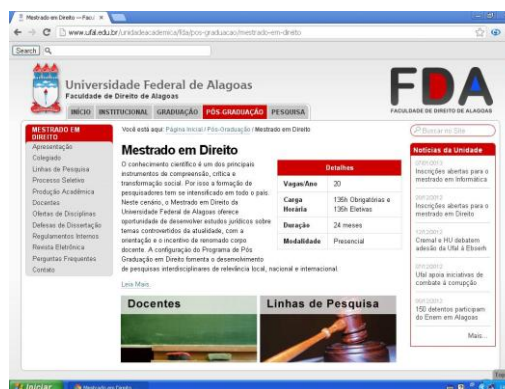 Mestrado em Direito — Facu
www.ufal.edu.br/unidadeacademica/fda/pos-graduacao/mestrado-em-direito
Search
Universidade Federal de Alagoas
Faculdade de Direito de Alagoas
FDA
FACULDADE DE DIREITO DE ALAGOAS
INÍCIO INSTITUCIONAL GRADUAÇÃO PÓS-GRADUAÇÃO PESQUISA
MESTRADO EM
DIREITO
Apresentação
Colegiado
Linhas de Pesquisa
Processo Seletivo
Produção Acadêmica
Docentes
Ofertas de Disciplinas
Defesas de Dissertação
Regulamentos Internos
Revista Eletrônica
Perguntas Frequentes
Contato
Você está aqui: Página Inicial / Pós-Graduação / Mestrado em Direito
Mestrado em Direito
O conhecimento científico é um dos principais
instrumentos de compreensão, crítica e
transformação social. Por isso a formação de
pesquisadores tem se intensificado em todo o país.
Neste cenário, o Mestrado em Direito da
Universidade Federal de Alagoas oferece
oportunidade de desenvolver estudos jurídicos sobre
temas controvertidos da atualidade, com a
orientação e o incentivo de renomado corpo
docente. A configuração do Programa de Pós
Graduação em Direito fomenta o desenvolvimento
de pesquisas interdisciplinares de relevância local, nacional e internacional.
Leia Mais
Detalhes
Vagas/Ano 20
Carga Horária 135h Obrigatórias e
135h Eletivas
Duração 24 meses
Modalidade Presencial
Docentes
Linhas de Pesquisa
Buscar no Site
Notícias da Unidade
Inscrições abertas para o
mestrado em Informática
Inscrições abertas para o
mestrado em Direito
Cremal e HU debatem
adesão da Ufal à Ebserh
Ufal apoia iniciativas de
combate à corrupção
150 detentos participam
do Enem em Alagoas
Mais...
Top
Iniciar
Mestrado em Direito